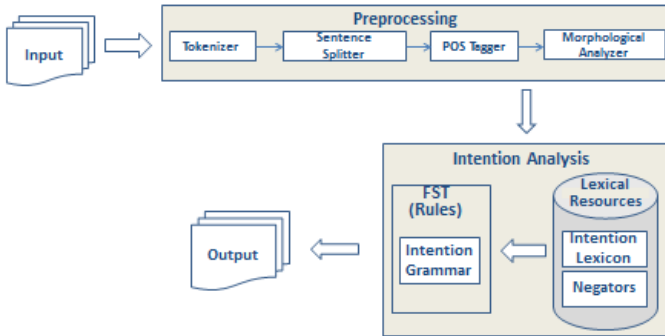 Preprocessing
Input
Tokenizer
Sentence
Splitter
POS Tagger
Morphological
Analyzer
Intention Analysis
FST
(Rules)
Intention
Grammar
Lexical
Resources
Intention
Lexicon
Negators
Output